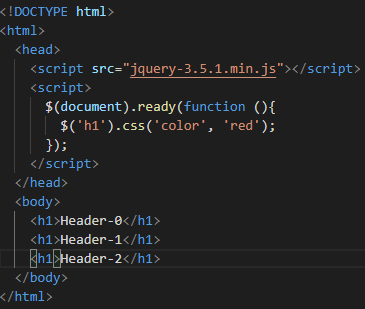 <!DOCTYPE html>
<html>
  <head>
    <script src="jquery-3.5.1.min.js"></script>
    <script>
      $(document).ready(function (){
        $('h1').css('color', 'red');
      });
    </script>
  </head>
  <body>
    <h1>Header-0</h1>
    <h1>Header-1</h1>
    <h1>Header-2</h1>
  </body>
</html>